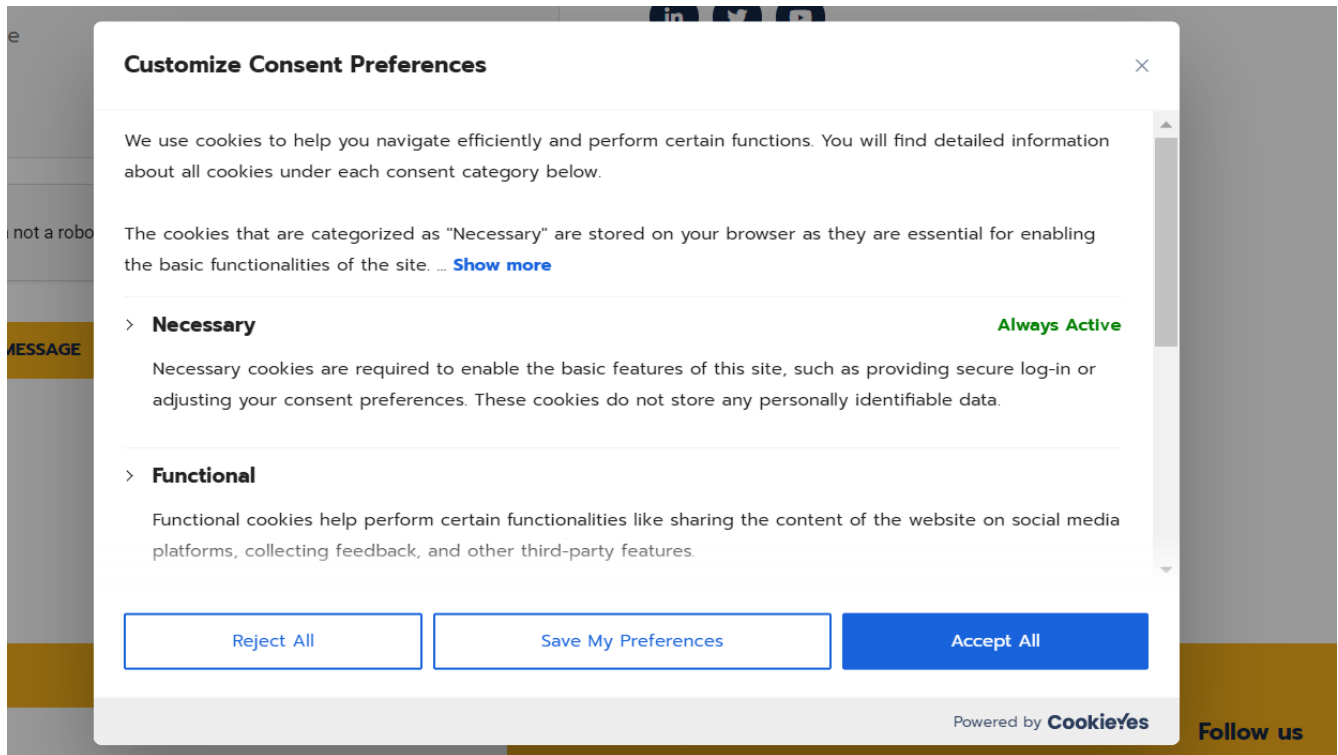 e
in
Customize Consent Preferences
We use cookies to help you navigate efficiently and perform certain functions. You will find detailed information
about all cookies under each consent category below.
not a robo
The cookies that are categorized as "Necessary" are stored on your browser as they are essential for enabling
the basic functionalities of the site. ... Show more
Necessary
Always Active
MESSAGE
Necessary cookies are required to enable the basic features of this site, such as providing secure log-in or
adjusting your consent preferences. These cookies do not store any personally identifiable data.
Functional
Functional cookies help perform certain functionalities like sharing the content of the website on social media
platforms, collecting feedback, and other third-party features.
Reject All
Save My Preferences
Accept All
Powered by CookieYes
Follow us